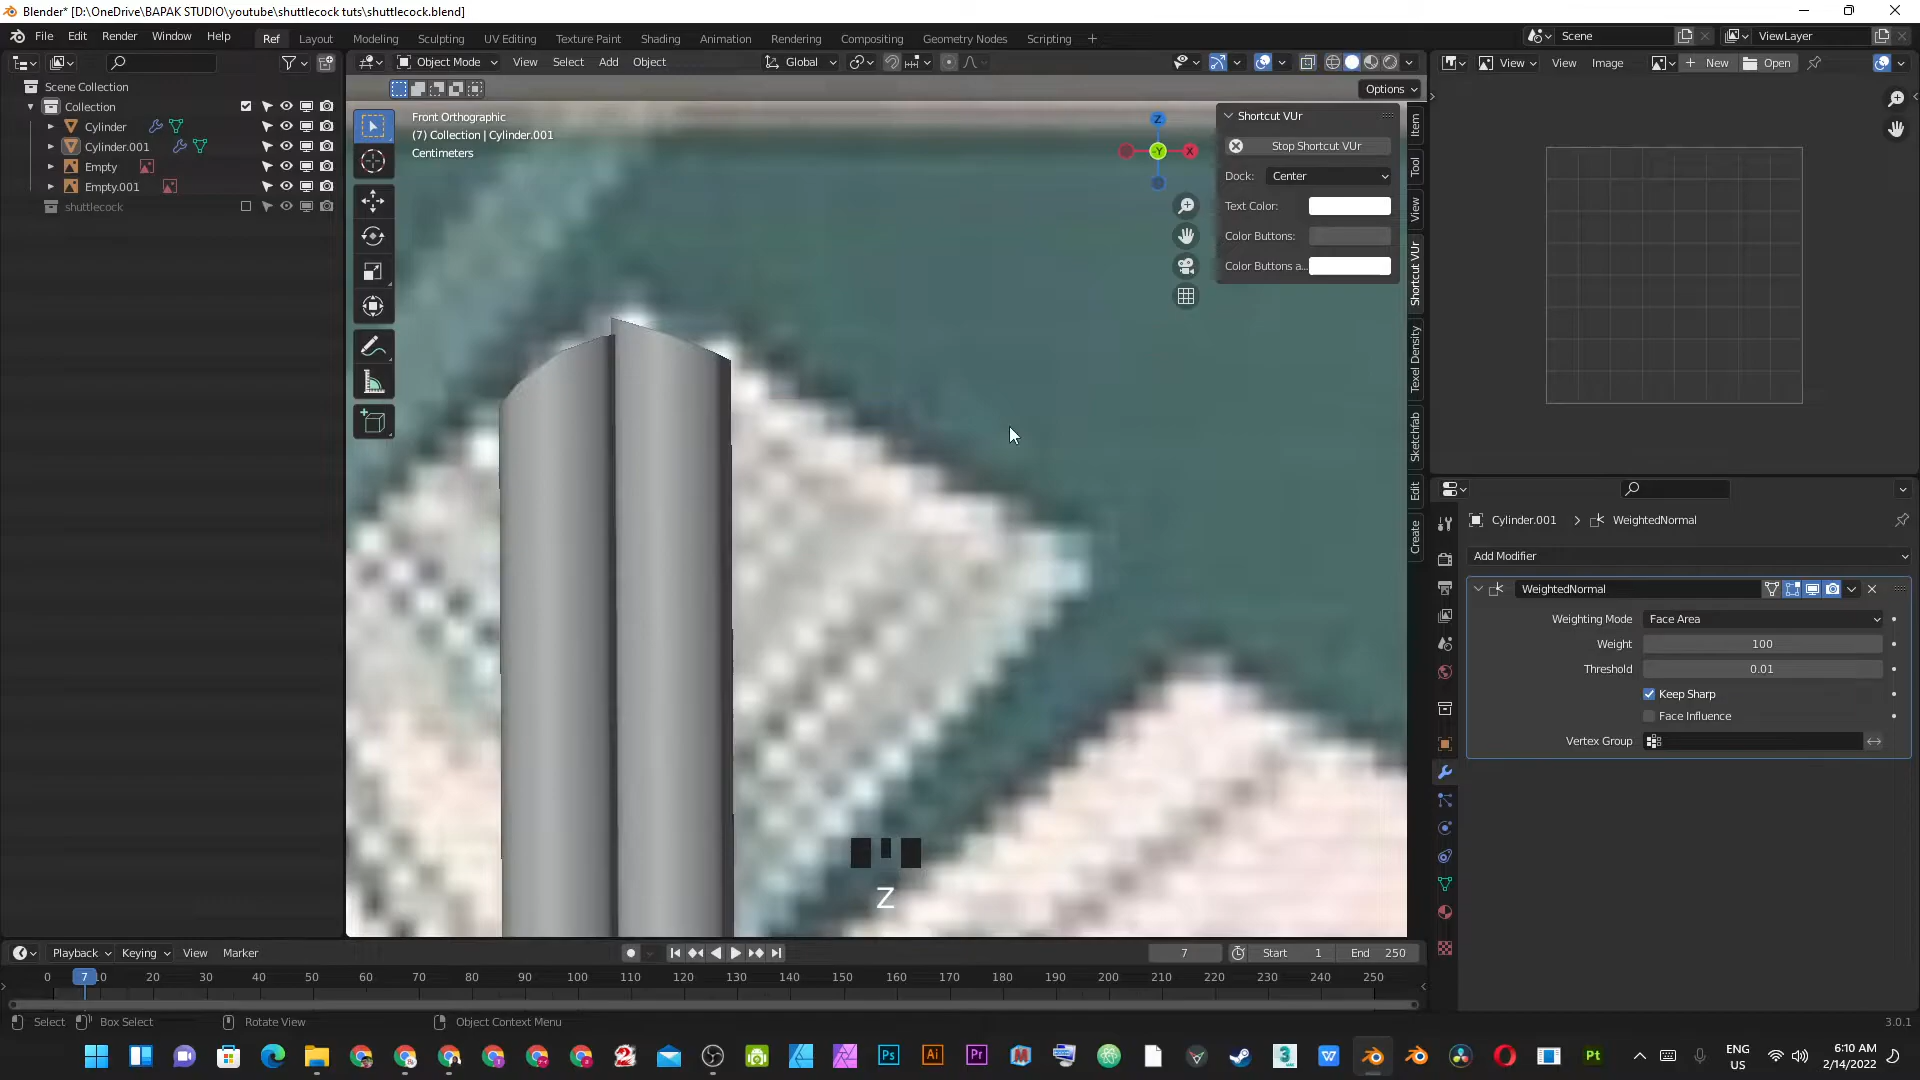 Blender* [D:\OneDrive\BAPAK STUDIO\youtube\shuttlecock tuts\shuttlecock.blend]
File Edit Render Window Help Ref Layout Modeling Sculpting UV Editing Texture Paint Shading Animation Rendering Compositing Geometry Nodes Scripting Scene ViewLayer
Object Mode View Select Add Object Global View View Image New Open
Options
Scene Collection
Collection
Cylinder
Cylinder.001
Empty
Empty.001
shuttlecock
Front Orthographic
(7) Collection | Cylinder.001
Centimeters
Z
Y
X
Shortcut VUr
Stop Shortcut VUr
Dock: Center
Text Color:
Color Buttons:
Color Buttons a...
Item
Tool
View
Shortcut VUr
Texel Density
Sketchfab
Edit
Create
Z
Cylinder.001 > WeightedNormal
Add Modifier
WeightedNormal
Weighting Mode Face Area
Weight 100
Threshold 0.01
Keep Sharp
Face Influence
Vertex Group
Playback Keying View Marker 7 Start 1 End 250
0 7 10 20 30 40 50 60 70 80 90 100 110 120 130 140 150 160 170 180 190 200 210 220 230 240 250
Select Box Select Rotate View Object Context Menu 3.0.1
Ps Ai Pr 3 W Pt
ENG
US
6:10 AM
2/14/2022